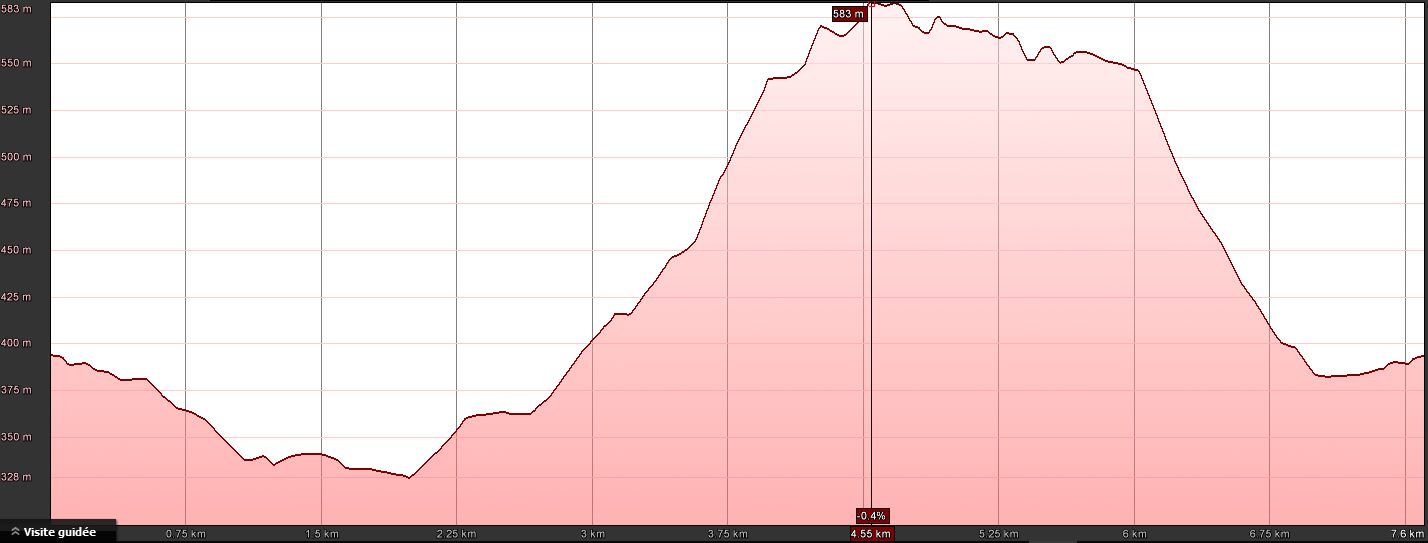 583 m
583 m
550 m
525 m
500 m
475 m
450 m
425 m
400 m
375 m
350 m
328 m
-0.4%
Visite guidée
0.75 km
1.5 km
2.25 km
3 km
3.75 km
4.55 km
5.25 km
6 km
6.75 km
7.6 km